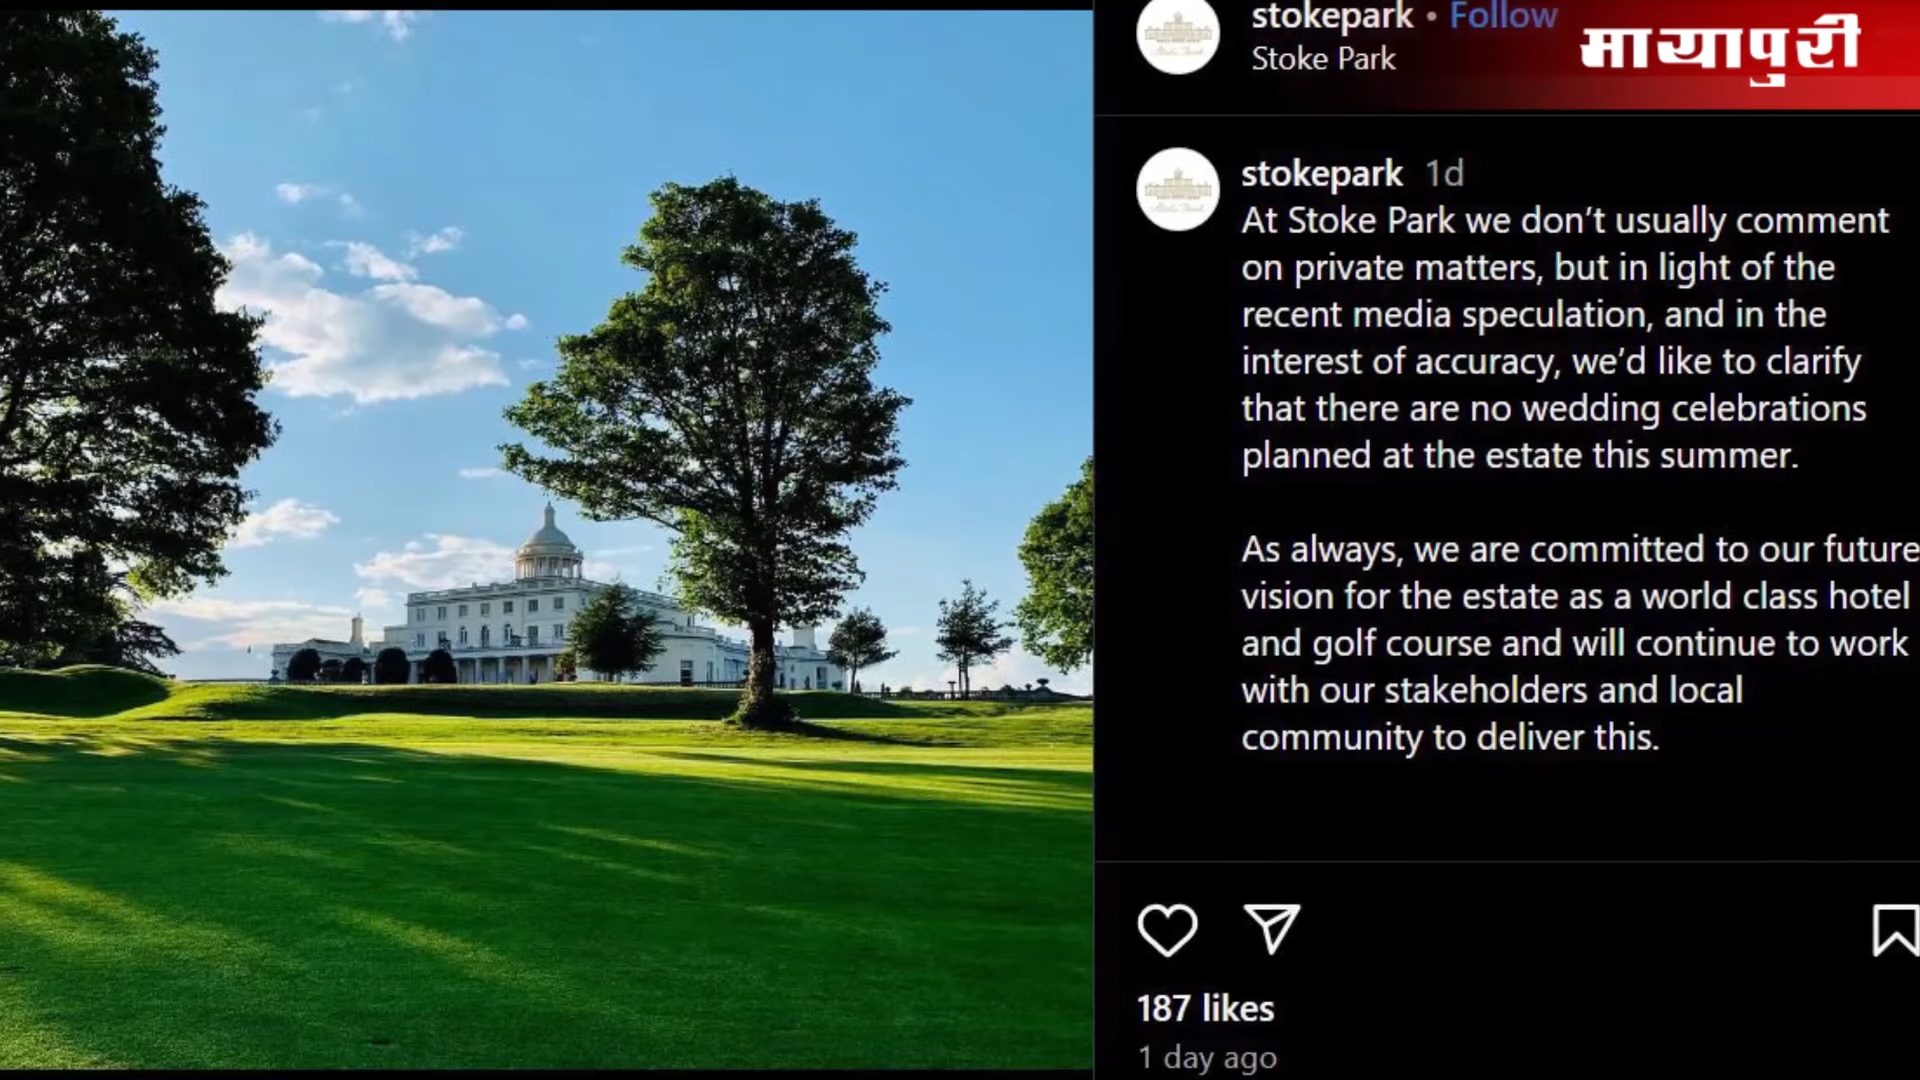 stokepark • Follow
Stoke Park
मायापुरी
stokepark 1d
At Stoke Park we don’t usually comment
on private matters, but in light of the
recent media speculation, and in the
interest of accuracy, we’d like to clarify
that there are no wedding celebrations
planned at the estate this summer.
As always, we are committed to our future
vision for the estate as a world class hotel
and golf course and will continue to work
with our stakeholders and local
community to deliver this.
187 likes
1 day ago